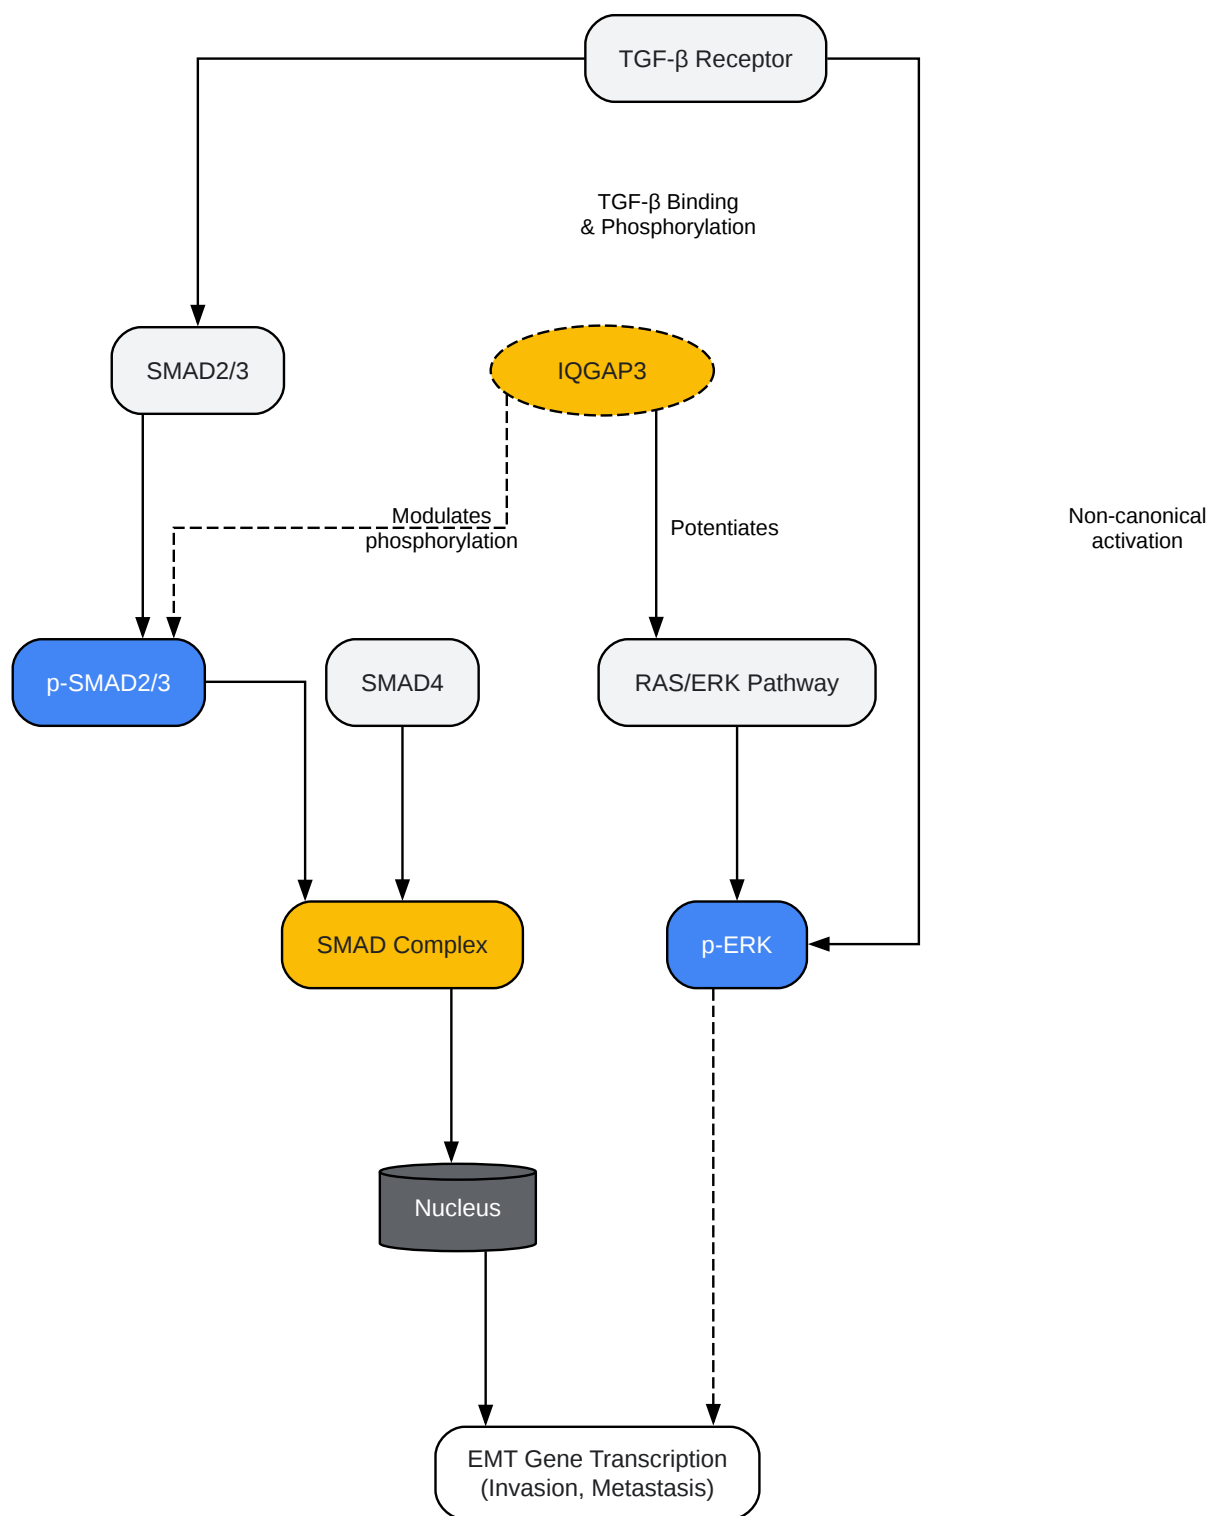 TGF-β Receptor
TGF-β Binding
& Phosphorylation
SMAD2/3
IQGAP3
Modulates
phosphorylation
Potentiates
Non-canonical
activation
p-SMAD2/3
SMAD4
RAS/ERK Pathway
SMAD Complex
p-ERK
Nucleus
EMT Gene Transcription
(Invasion, Metastasis)